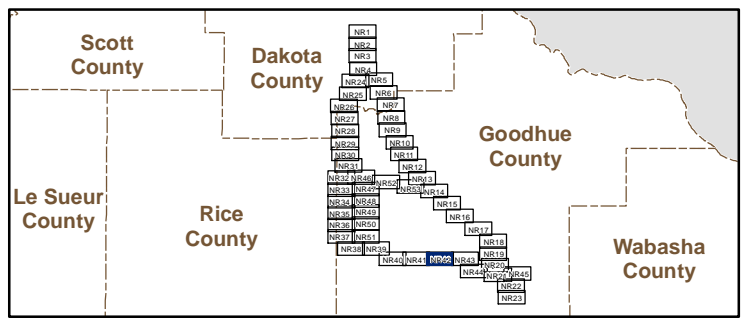 Scott
County
Dakota
County
Goodhue
County
Le Sueur
County
Rice
County
Wabasha
County
NR1
NR2
NR3
NR4
NR24 NR5
NR25 NR6
NR26 NR7
NR27 NR8
NR28 NR9
NR29 NR10
NR30 NR11
NR31 NR12
NR32 NR46 NR52 NR13
NR33 NR47 NR53 NR14
NR34 NR48 NR15
NR35 NR49 NR16
NR36 NR50 NR17
NR37 NR51 NR18
NR38 NR39 NR19
NR40 NR41 NR42 NR43 NR20
NR44 NR21 NR45
NR22
NR23